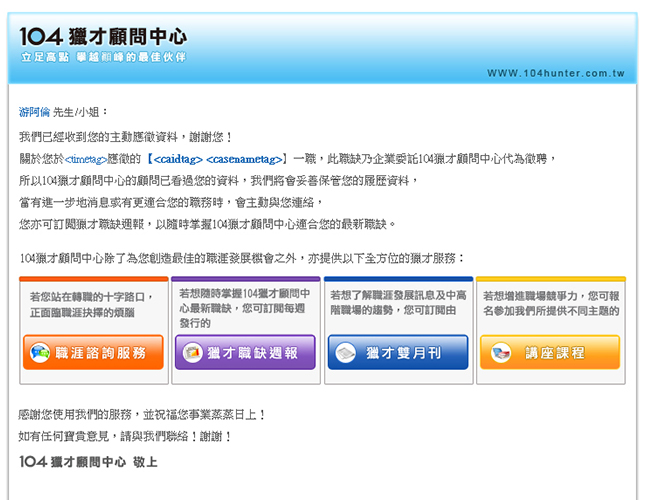 104 獵才顧問中心
立足高點 攀越巔峰的最佳伙伴
WWW.104hunter.com.tw
游阿倫 先生/小姐：
我們已經收到您的主動應徵資料，謝謝您！
關於您於<timetag>應徵的【<caidtag> <casenametag>】一職，此職缺乃企業委託104獵才顧問中心代為徵聘，
所以104獵才顧問中心的顧問已看過您的資料，我們將會妥善保管您的履歷資料，
當有進一步地消息或有更適合您的職務時，會主動與您連絡，
您亦可訂閱獵才職缺週報，以隨時掌握104獵才顧問中心適合您的最新職缺。
104獵才顧問中心除了為您創造最佳的職涯發展機會之外，亦提供以下全方位的獵才服務：
若您站在轉職的十字路口，
正面臨職涯抉擇的煩腦
職涯諮詢服務
若想隨時掌握104獵才顧問中
心最新職缺，您可訂閱每週
發行的
獵才職缺週報
若想了解職涯發展訊息及中高
階職場的趨勢，您可訂閱由
獵才雙月刊
若想增進職場競爭力，您可報
名參加我們所提供不同主題的
講座課程
感謝您使用我們的服務，並祝福您事業蒸蒸日上！
如有任何寶貴意見，請與我們聯絡！謝謝！
104 獵才顧問中心 敬上